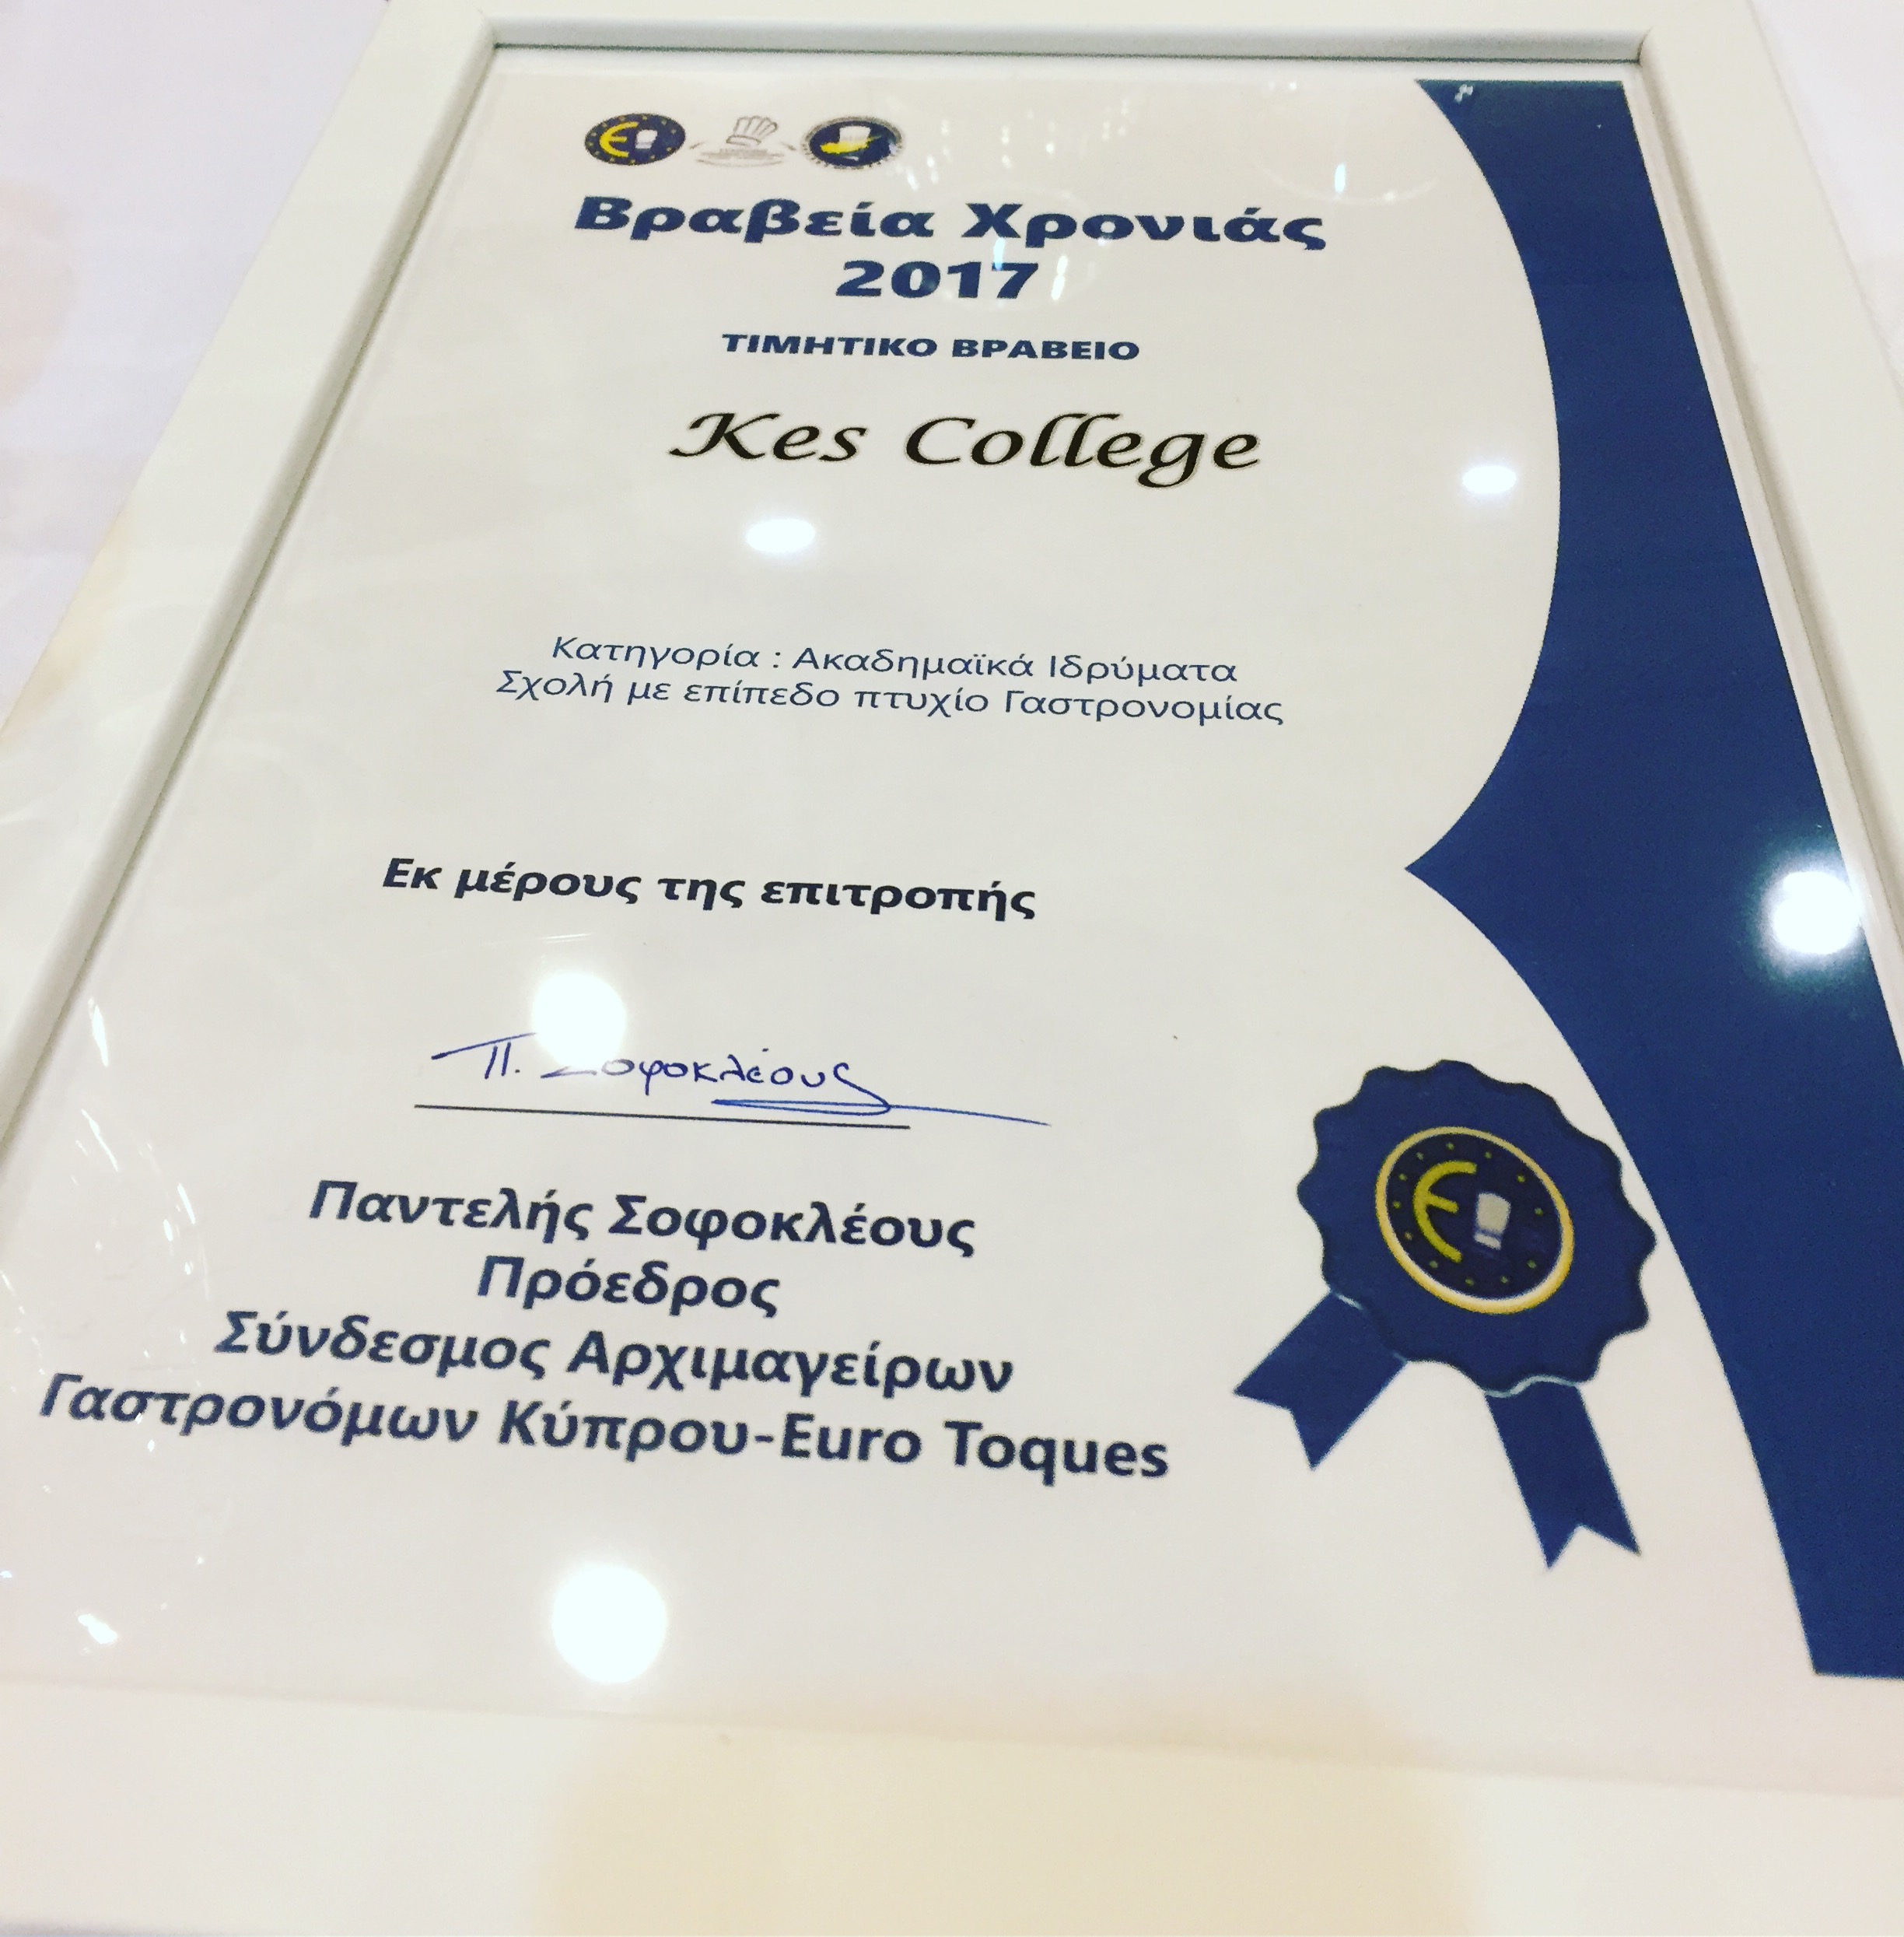 Βραβεία Χρονιάς
2017
ΤΙΜΗΤΙΚΟ ΒΡΑΒΕΙΟ
Kes College
Κατηγορία : Ακαδημαϊκά Ιδρύματα
Σχολή με επίπεδο πτυχίο Γαστρονομίας
Εκ μέρους της επιτροπής
Π. Σοφοκλέους
Παντελής Σοφοκλέους
Πρόεδρος
Σύνδεσμος Αρχιμαγείρων
Γαστρονόμων Κύπρου-Euro Toques